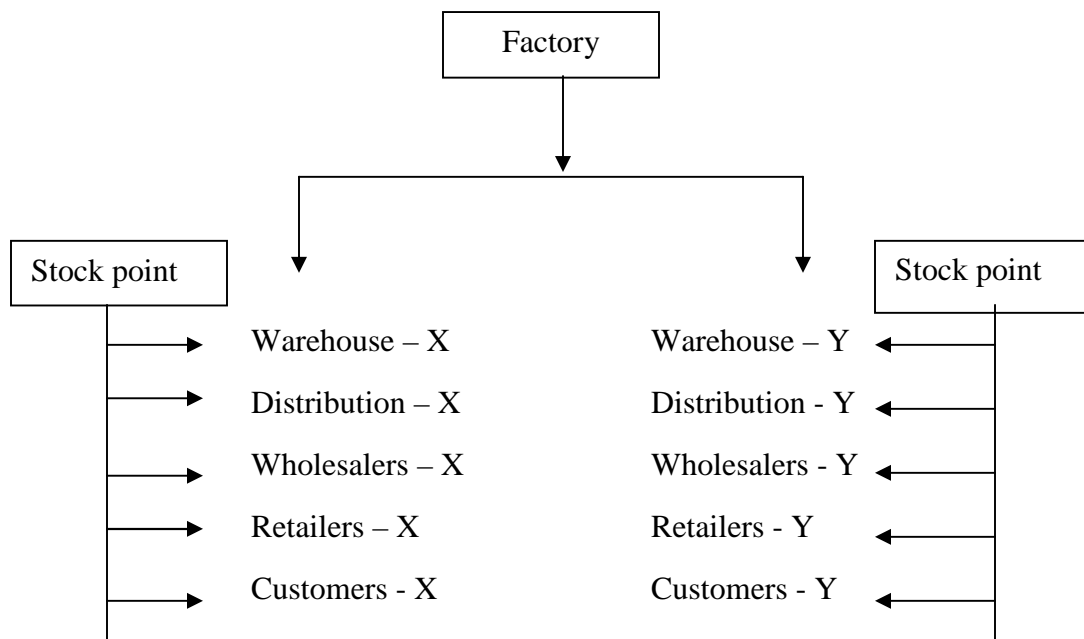 Factory
Stock point
Stock point
Warehouse – X
Warehouse – Y
Distribution – X
Distribution - Y
Wholesalers – X
Wholesalers - Y
Retailers – X
Retailers - Y
Customers - X
Customers - Y